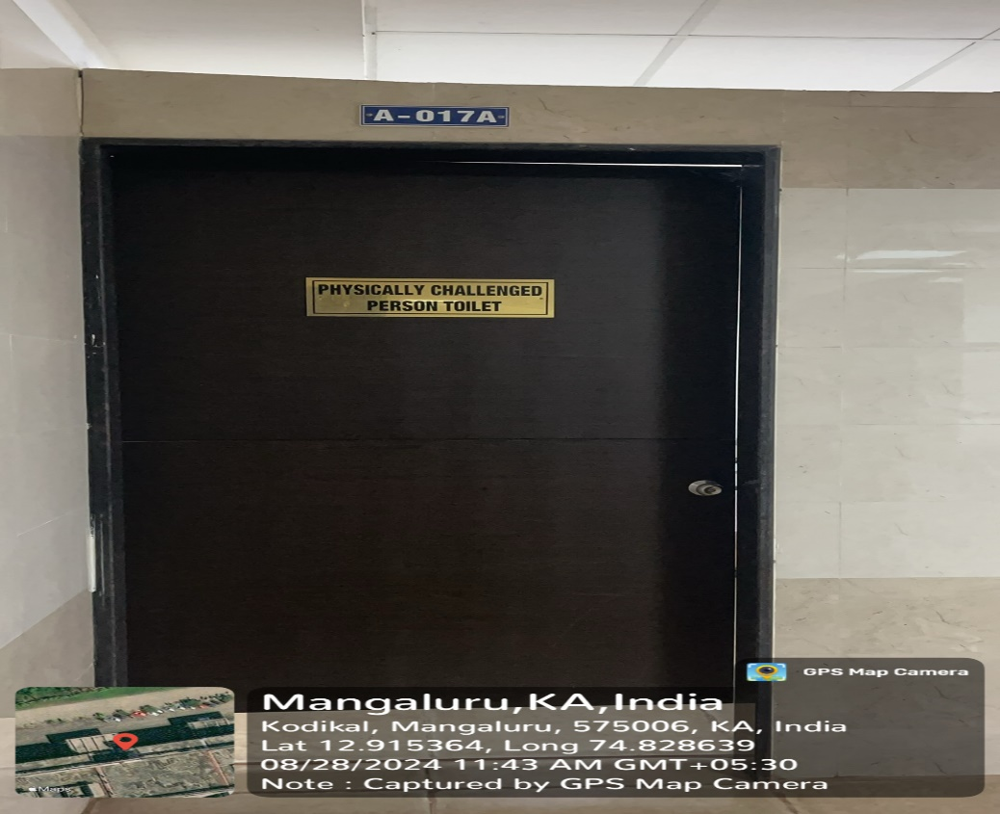 A-017A
PHYSICALLY CHALLENGED
PERSON TOILET
GPS Map Camera
Mangaluru,KA,India
Kodikal, Mangaluru, 575006, KA, India
Lat 12.915364, Long 74.828639
08/28/2024 11:43 AM GMT+05:30
Note : Captured by GPS Map Camera
Maps